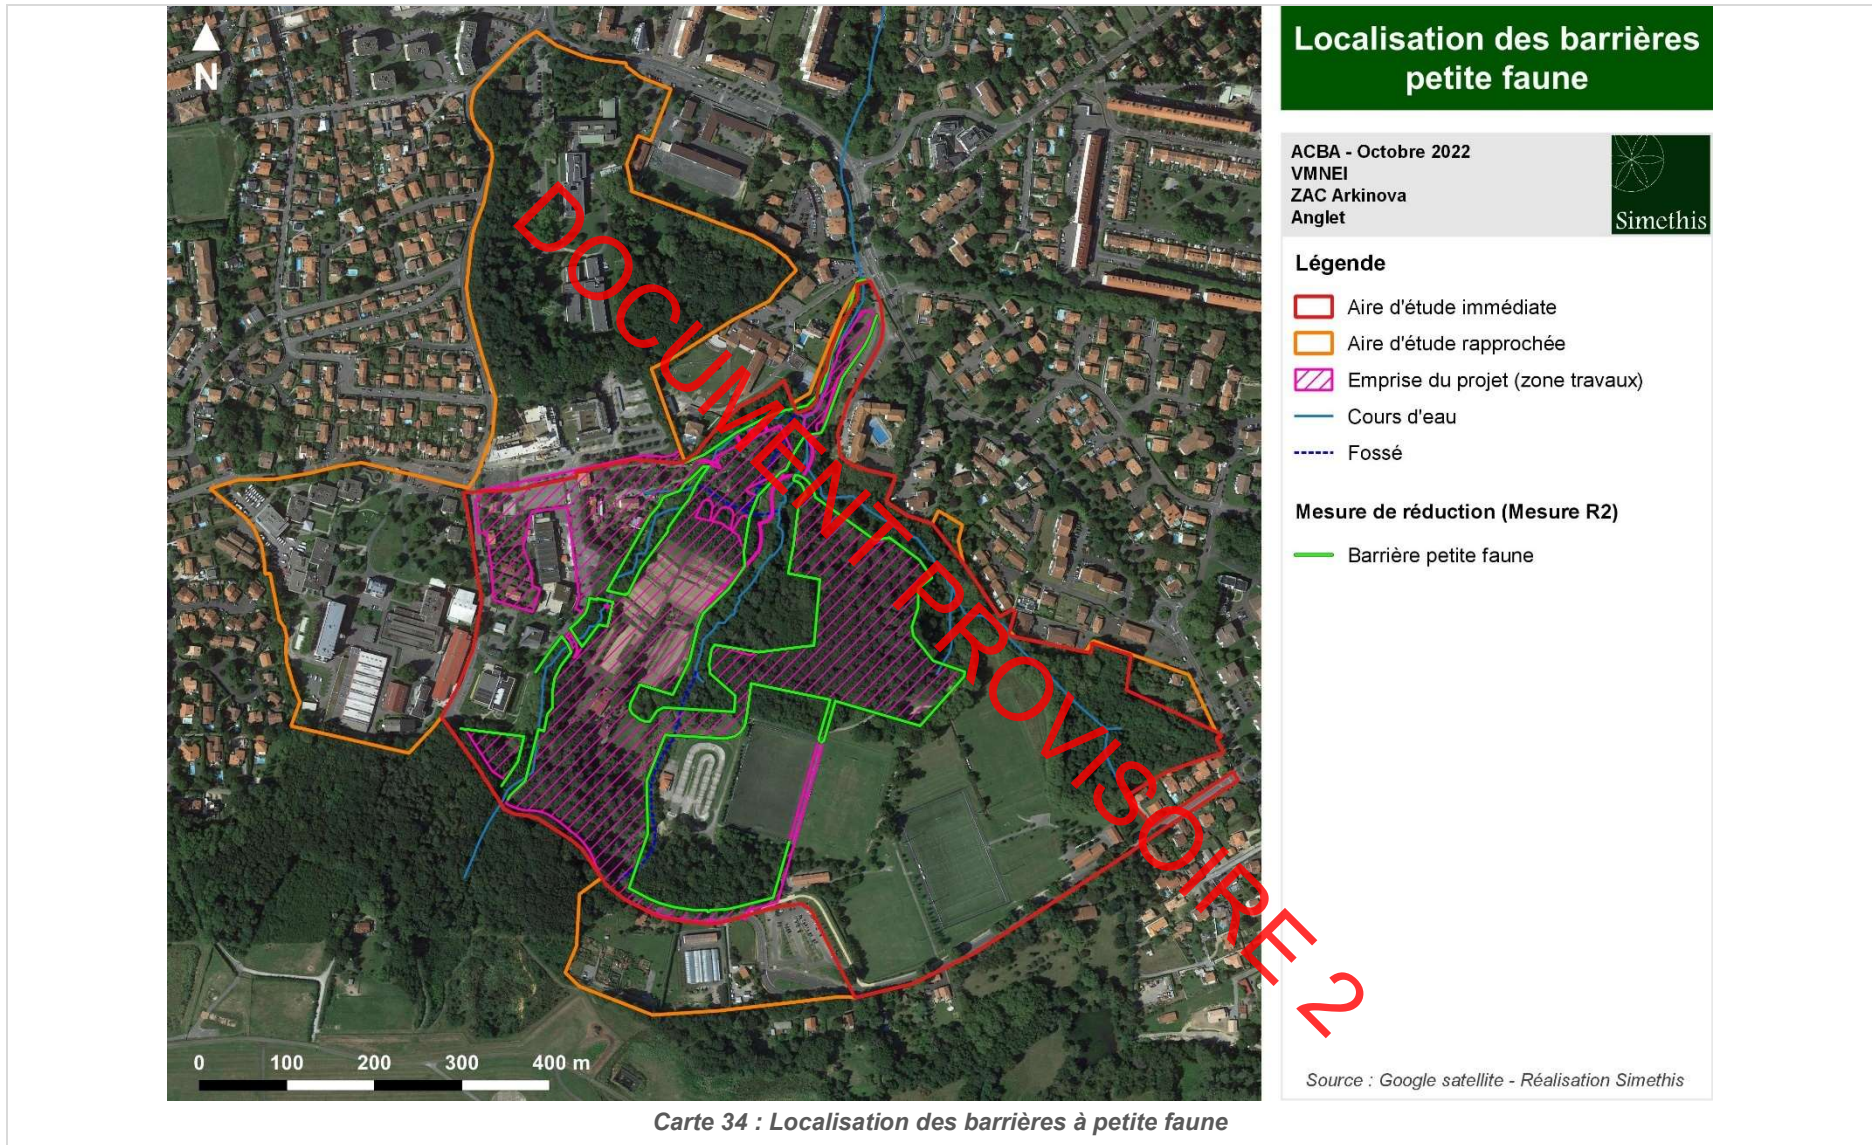 N
DOCUMENT PROVISOIRE 2
0 100 200 300 400 m
Localisation des barrières
petite faune
ACBA - Octobre 2022
VMNEI
ZAC Arkinova
Anglet
Simethis
Légende
Aire d'étude immédiate
Aire d'étude rapprochée
Emprise du projet (zone travaux)
Cours d'eau
Fossé
Mesure de réduction (Mesure R2)
Barrière petite faune
Source : Google satellite - Réalisation Simethis
Carte 34 : Localisation des barrières à petite faune